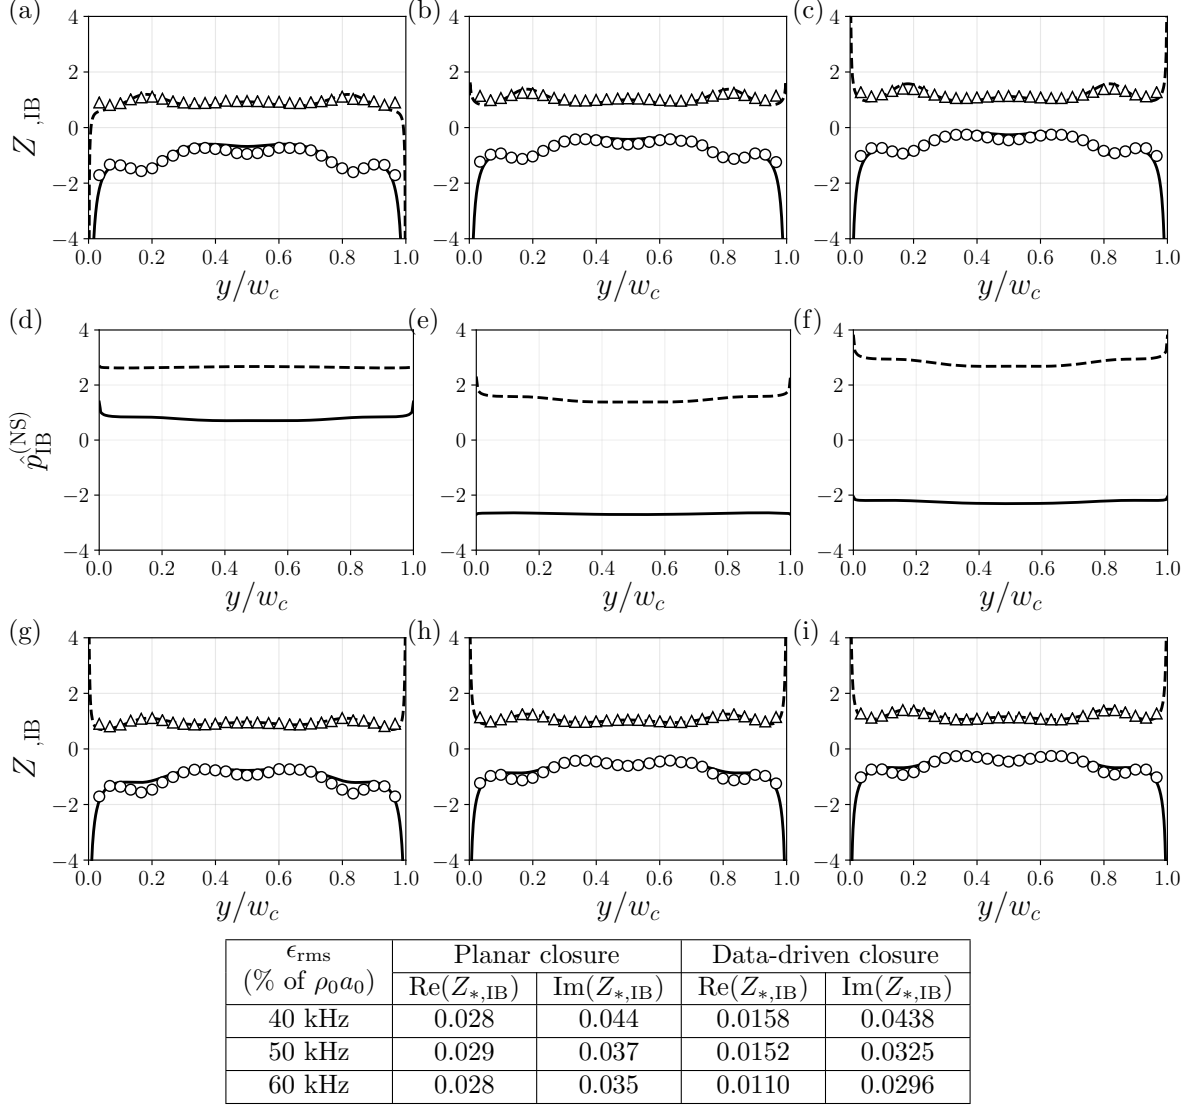 (a)
4
2
0
−2
−4
Z ,IB
0.0 0.2 0.4 0.6 0.8 1.0
y/w_c
(b)
4
2
0
−2
−4
0.0 0.2 0.4 0.6 0.8 1.0
y/w_c
(c)
4
2
0
−2
−4
0.0 0.2 0.4 0.6 0.8 1.0
y/w_c
(d)
4
2
0
−2
−4
p̂_IB^(NS)
0.0 0.2 0.4 0.6 0.8 1.0
y/w_c
(e)
4
2
0
−2
−4
0.0 0.2 0.4 0.6 0.8 1.0
y/w_c
(f)
4
2
0
−2
−4
0.0 0.2 0.4 0.6 0.8 1.0
y/w_c
(g)
4
2
0
−2
−4
Z ,IB
0.0 0.2 0.4 0.6 0.8 1.0
y/w_c
(h)
4
2
0
−2
−4
0.0 0.2 0.4 0.6 0.8 1.0
y/w_c
(i)
4
2
0
−2
−4
0.0 0.2 0.4 0.6 0.8 1.0
y/w_c
ϵ_rms Planar closure Data-driven closure
(% of ρ₀a₀) Re(Z_*,IB) Im(Z_*,IB) Re(Z_*,IB) Im(Z_*,IB)
40 kHz 0.028 0.044 0.0158 0.0438
50 kHz 0.029 0.037 0.0152 0.0325
60 kHz 0.028 0.035 0.0110 0.0296